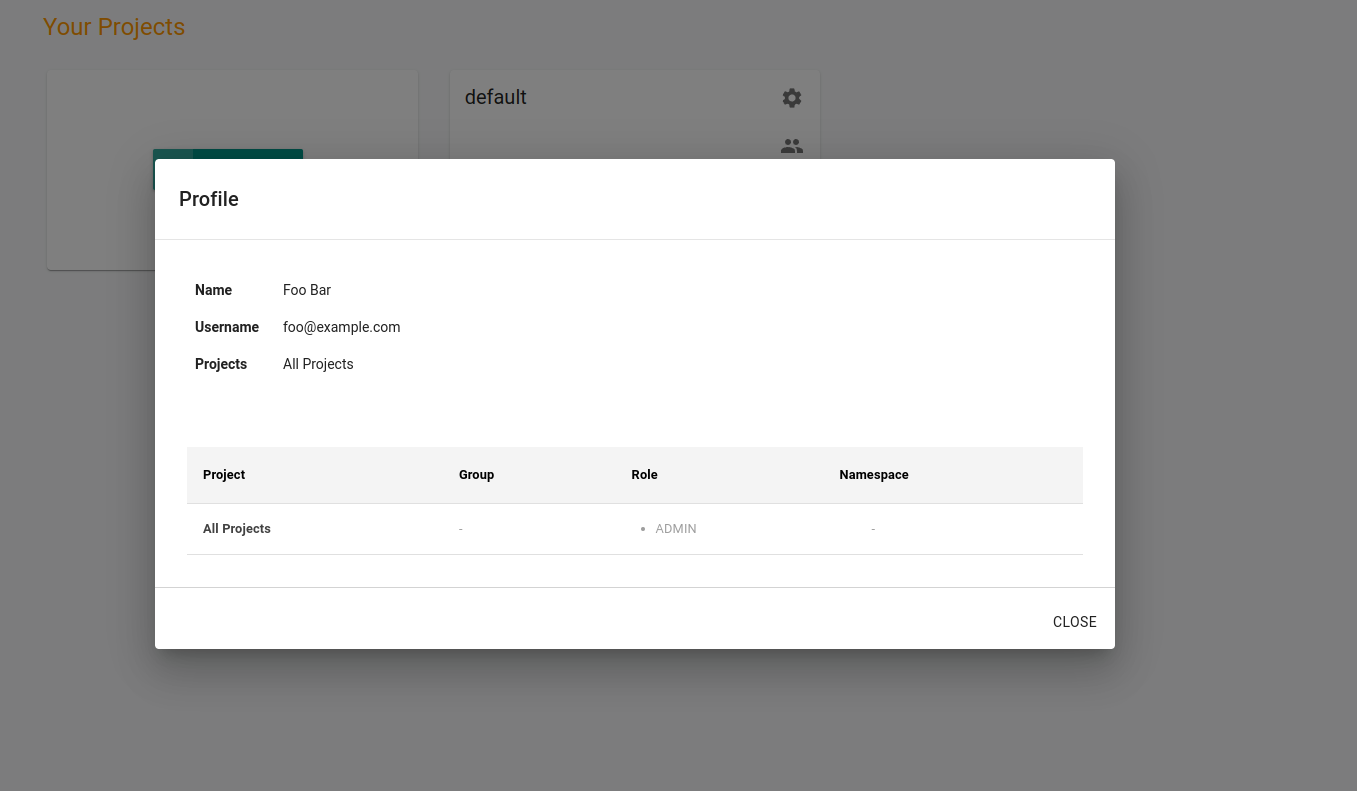 Your Projects
default
Profile
Name Foo Bar
Username foo@example.com
Projects All Projects
Project Group Role Namespace
All Projects - • ADMIN -
CLOSE